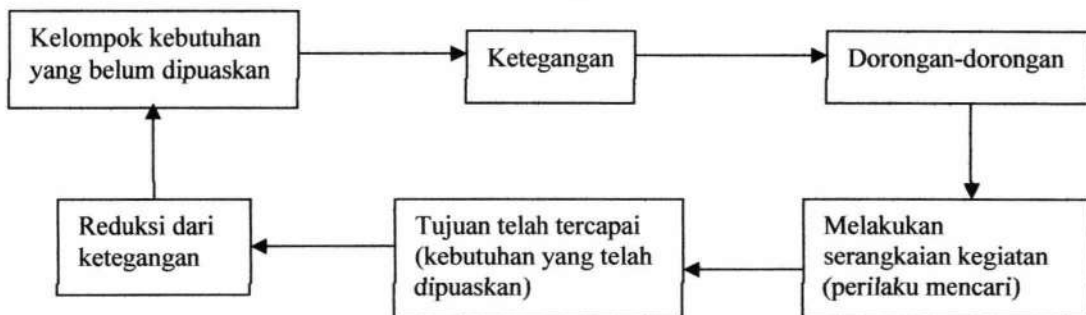 Kelompok kebutuhan
yang belum dipuaskan
Ketegangan
Dorongan-dorongan
Melakukan
serangkaian kegiatan
(perilaku mencari)
Tujuan telah tercapai
(kebutuhan yang telah
dipuaskan)
Reduksi dari
ketegangan